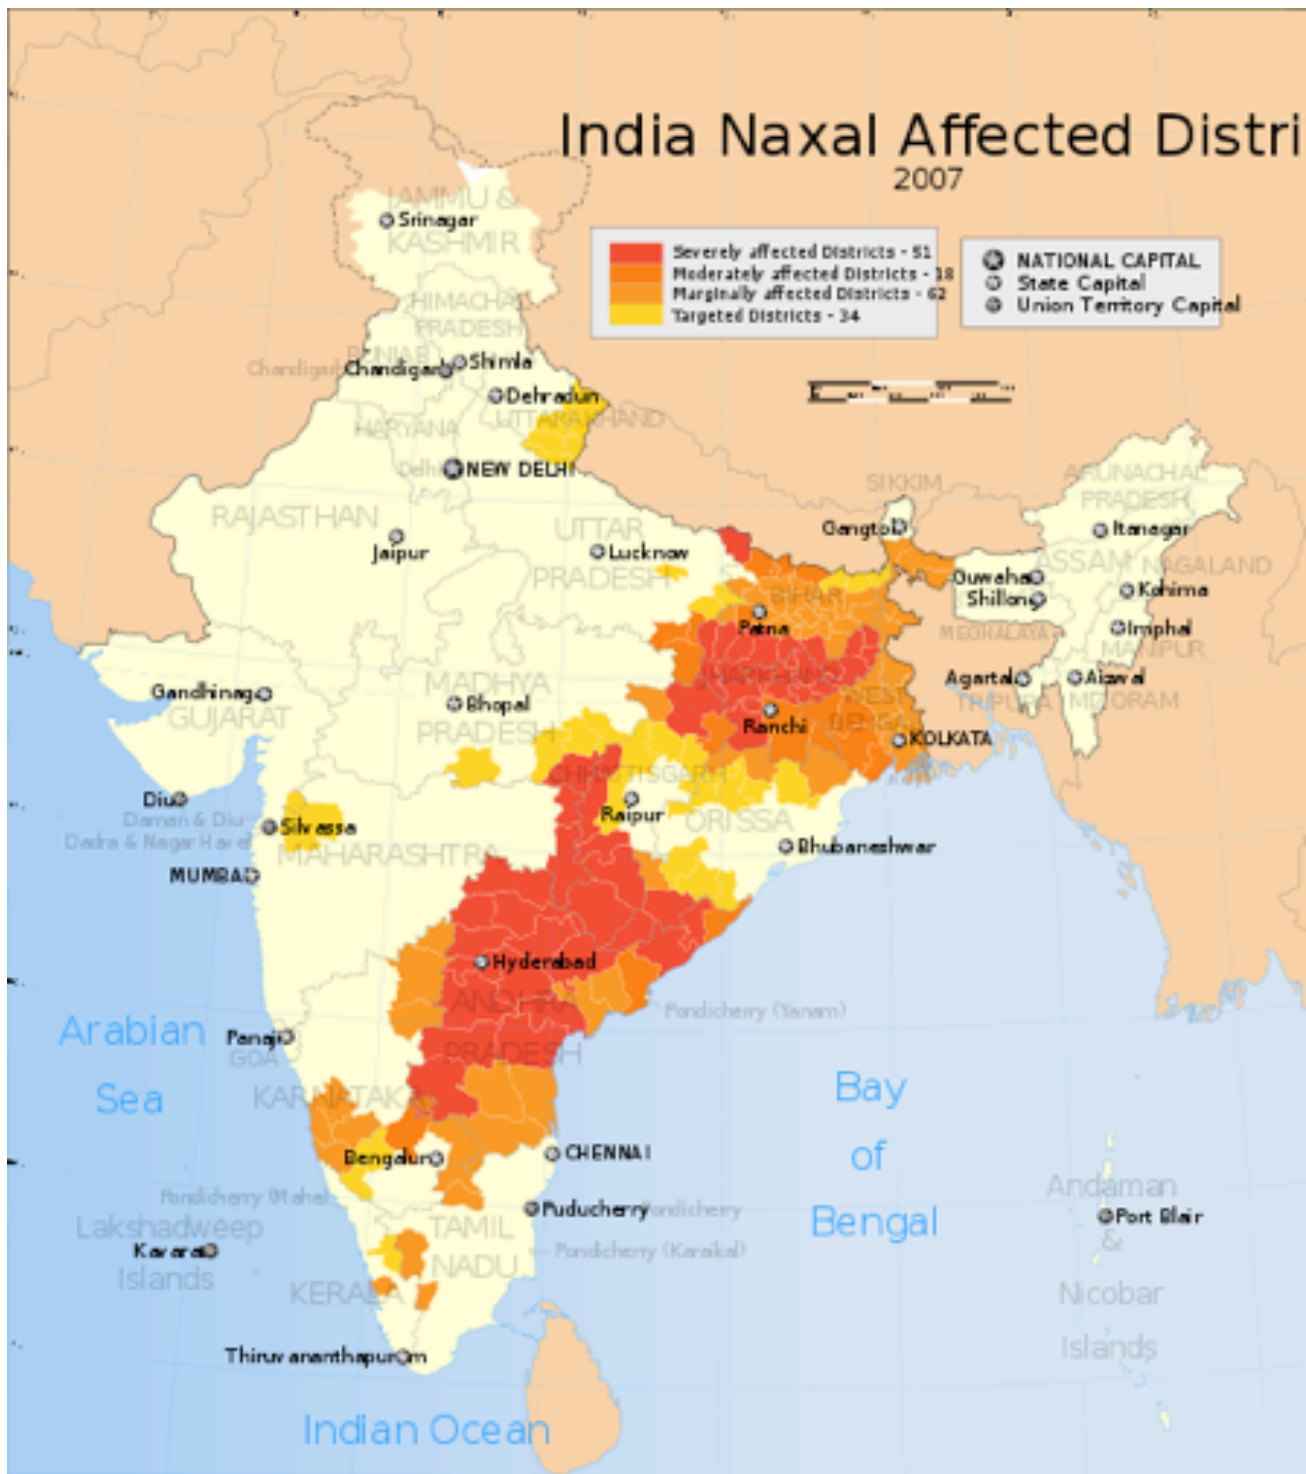 India Naxal Affected Distri
2007
Severely affected Districts - 51
Moderately affected Districts - 18
Marginally affected Districts - 62
Targeted Districts - 34
NATIONAL CAPITAL
State Capital
Union Territory Capital
JAMMU &
KASHMIR
Srinagar
HIMACHAL
PRADESH
PUNJAB
Shimla
Chandigarh
Chandigarh
Dehradun
UTTARAKHAND
HARYANA
Delhi
NEW DELHI
SIKKIM
ARUNACHAL
PRADESH
RAJASTHAN
UTTAR
PRADESH
Gangtok
Itanagar
Jaipur
Lucknow
ASSAM
NAGALAND
Guwahati
Kohima
BIHAR
Shillong
Patna
Imphal
MEGHALAYA
MANIPUR
Gandhinagar
GUJARAT
MADHYA
PRADESH
Bhopal
JHARKHAND
WEST
BENGAL
Ranchi
Agartala
Aizwal
TRIPURA
MIZORAM
KOLKATA
CHHATTISGARH
Diu
Daman & Diu
Silvassa
Dadra & Nagar Haveli
Raipur
ORISSA
Bhubaneshwar
MAHARASHTRA
MUMBAI
Hyderabad
ANDHRA
PRADESH
Pondicherry (Yanam)
Arabian
Sea
Panaji
GOA
KARNATAKA
Bay
of
Bengal
Bengaluru
CHENNAI
Pondicherry (Mahe)
Puducherry
Pondicherry
Andaman
&
Nicobar
Islands
Port Blair
Lakshadweep
Islands
Kavarati
TAMIL
NADU
Pondicherry (Karaikal)
KERALA
Thiruvananthapuram
Indian Ocean